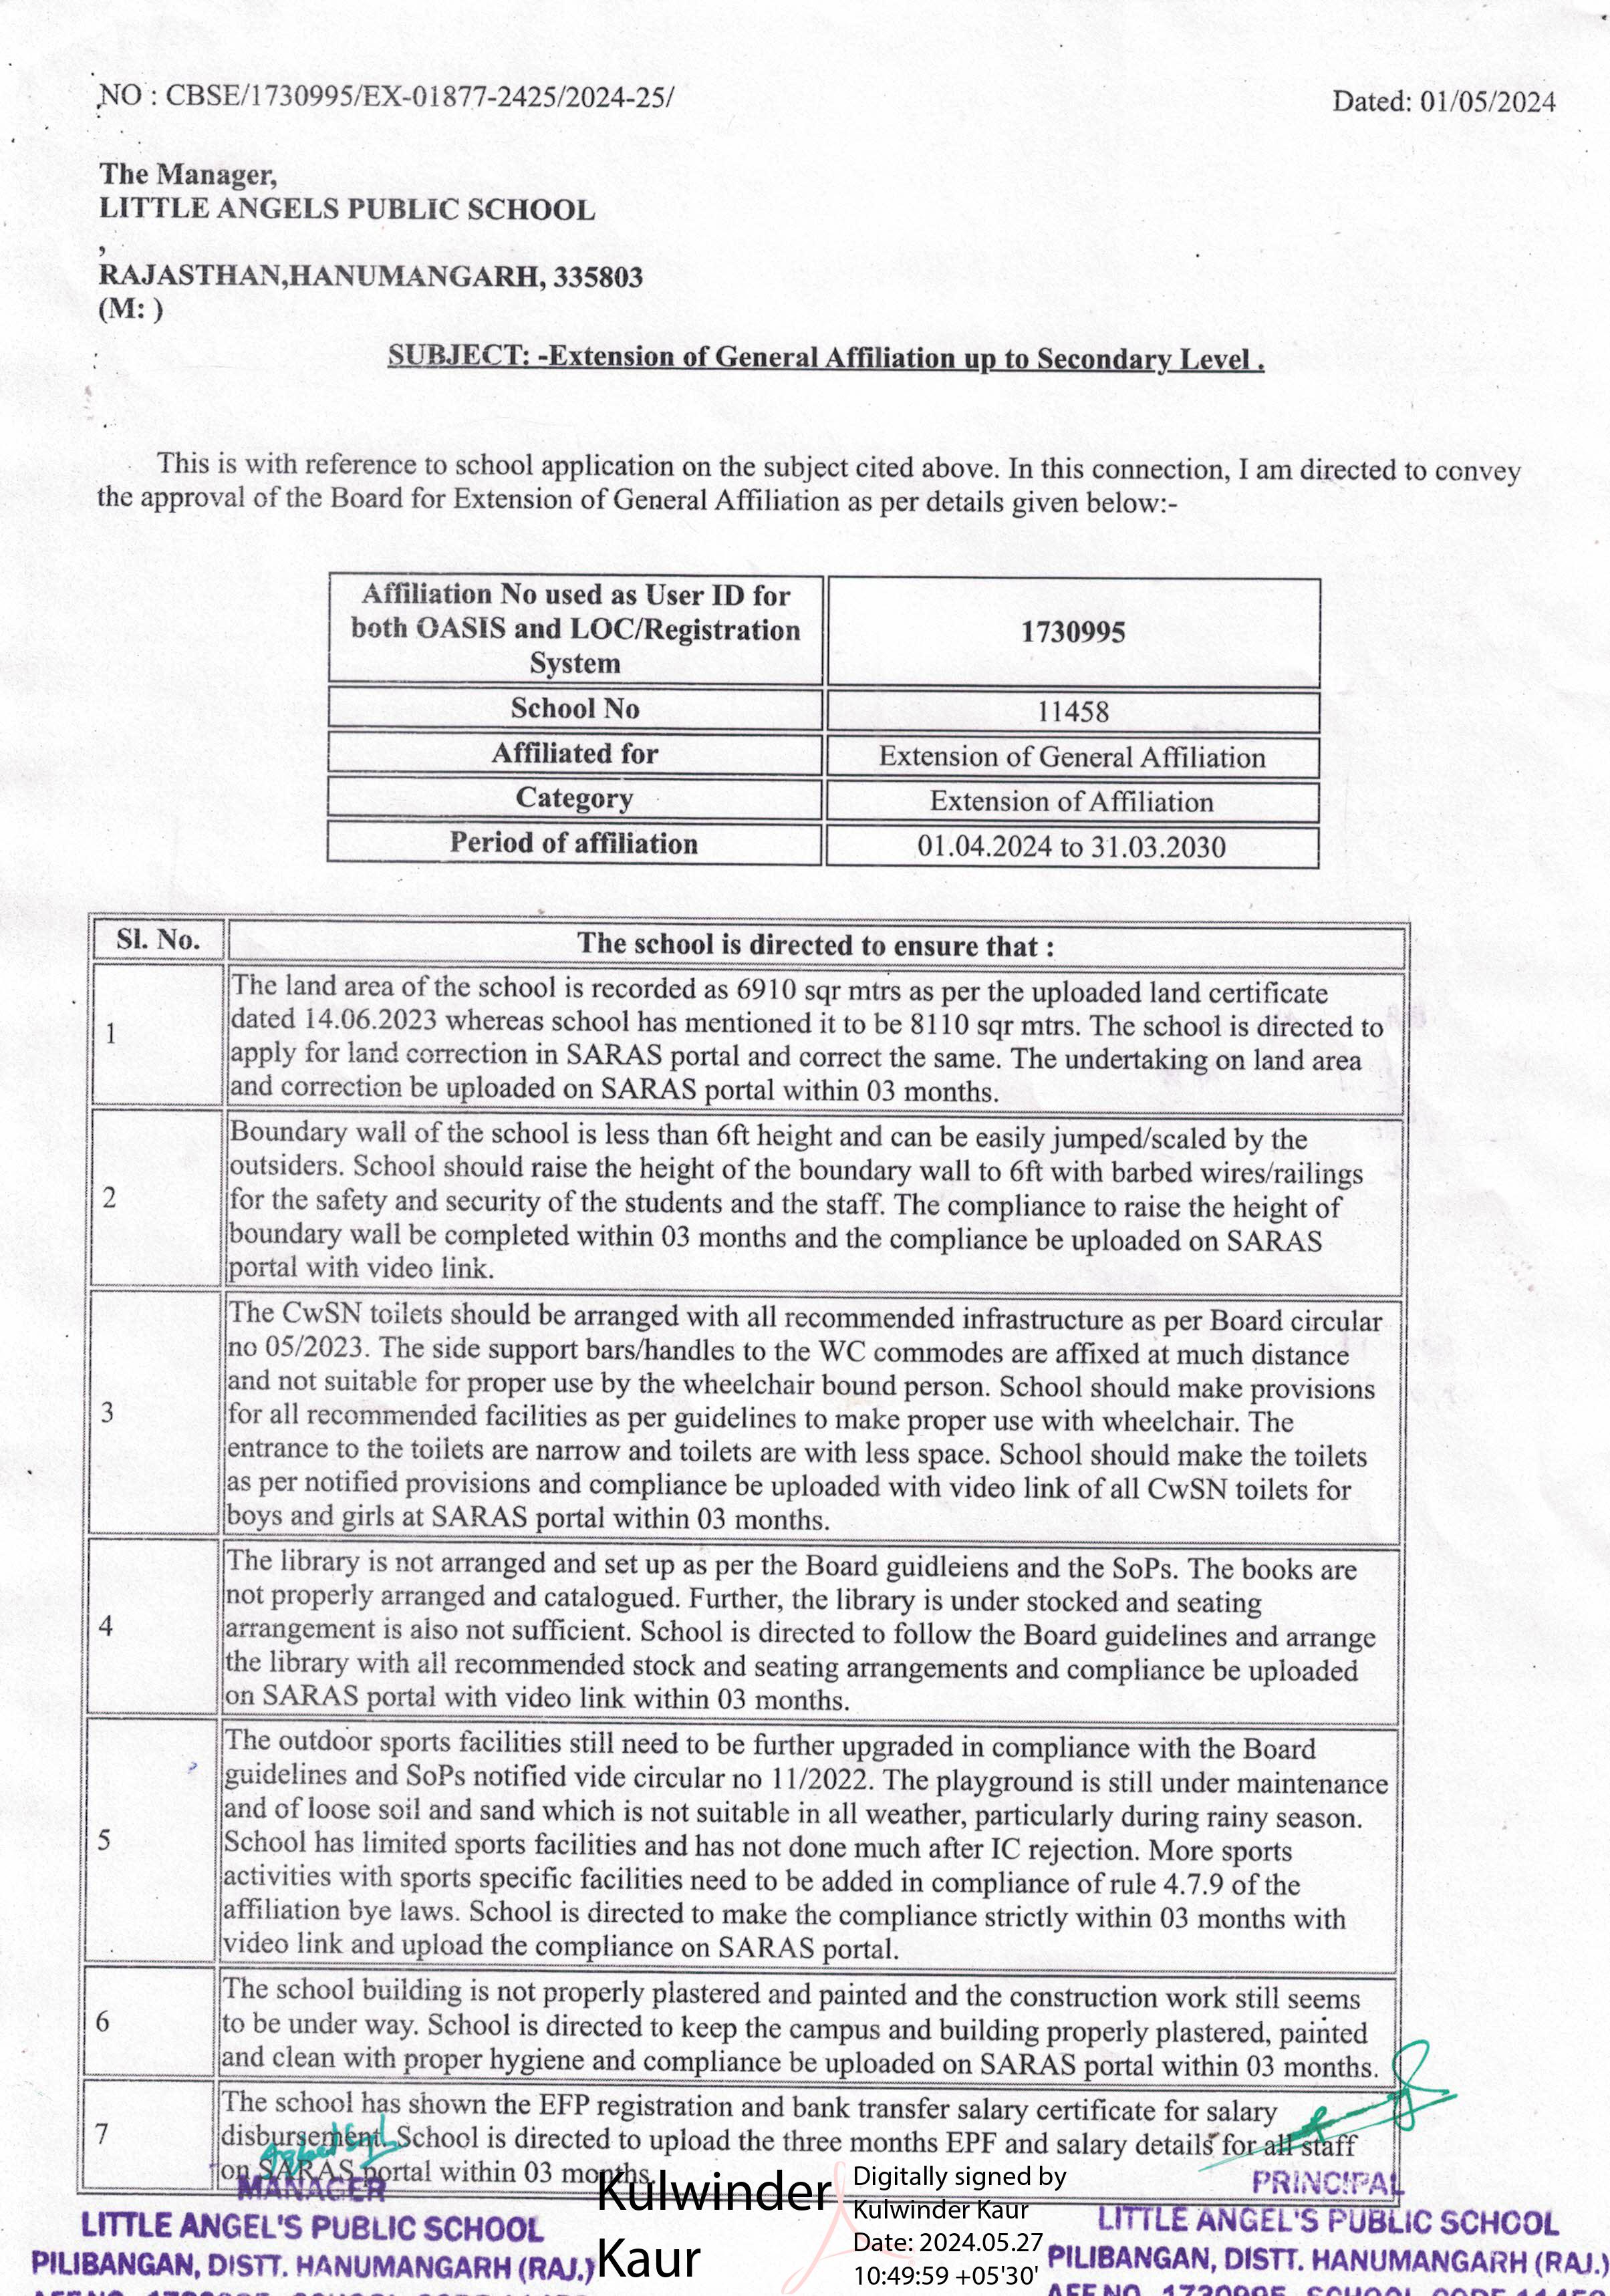 NO : CBSE/1730995/EX-01877-2425/2024-25/
Dated: 01/05/2024
The Manager,
LITTLE ANGELS PUBLIC SCHOOL
,
RAJASTHAN,HANUMANGARH, 335803
(M: )
SUBJECT: -Extension of General Affiliation up to Secondary Level .
This is with reference to school application on the subject cited above. In this connection, I am directed to convey
the approval of the Board for Extension of General Affiliation as per details given below:-
Affiliation No used as User ID for
both OASIS and LOC/Registration
System
1730995
School No
11458
Affiliated for
Extension of General Affiliation
Category
Extension of Affiliation
Period of affiliation
01.04.2024 to 31.03.2030
Sl. No.
The school is directed to ensure that :
1
The land area of the school is recorded as 6910 sqr mtrs as per the uploaded land certificate
dated 14.06.2023 whereas school has mentioned it to be 8110 sqr mtrs. The school is directed to
apply for land correction in SARAS portal and correct the same. The undertaking on land area
and correction be uploaded on SARAS portal within 03 months.
2
Boundary wall of the school is less than 6ft height and can be easily jumped/scaled by the
outsiders. School should raise the height of the boundary wall to 6ft with barbed wires/railings
for the safety and security of the students and the staff. The compliance to raise the height of
boundary wall be completed within 03 months and the compliance be uploaded on SARAS
portal with video link.
3
The CwSN toilets should be arranged with all recommended infrastructure as per Board circular
no 05/2023. The side support bars/handles to the WC commodes are affixed at much distance
and not suitable for proper use by the wheelchair bound person. School should make provisions
for all recommended facilities as per guidelines to make proper use with wheelchair. The
entrance to the toilets are narrow and toilets are with less space. School should make the toilets
as per notified provisions and compliance be uploaded with video link of all CwSN toilets for
boys and girls at SARAS portal within 03 months.
4
The library is not arranged and set up as per the Board guidleiens and the SoPs. The books are
not properly arranged and catalogued. Further, the library is under stocked and seating
arrangement is also not sufficient. School is directed to follow the Board guidelines and arrange
the library with all recommended stock and seating arrangements and compliance be uploaded
on SARAS portal with video link within 03 months.
5
The outdoor sports facilities still need to be further upgraded in compliance with the Board
guidelines and SoPs notified vide circular no 11/2022. The playground is still under maintenance
and of loose soil and sand which is not suitable in all weather, particularly during rainy season.
School has limited sports facilities and has not done much after IC rejection. More sports
activities with sports specific facilities need to be added in compliance of rule 4.7.9 of the
affiliation bye laws. School is directed to make the compliance strictly within 03 months with
video link and upload the compliance on SARAS portal.
6
The school building is not properly plastered and painted and the construction work still seems
to be under way. School is directed to keep the campus and building properly plastered, painted
and clean with proper hygiene and compliance be uploaded on SARAS portal within 03 months.
7
The school has shown the EFP registration and bank transfer salary certificate for salary
disbursement. School is directed to upload the three months EPF and salary details for all staff
on SARAS portal within 03 months.
MANAGER
LITTLE ANGEL'S PUBLIC SCHOOL
PILIBANGAN, DISTT. HANUMANGARH (RAJ.)
Kulwinder
Kaur
Digitally signed by
Kulwinder Kaur
Date: 2024.05.27
10:49:59 +05'30'
PRINCIPAL
LITTLE ANGEL'S PUBLIC SCHOOL
PILIBANGAN, DISTT. HANUMANGARH (RAJ.)